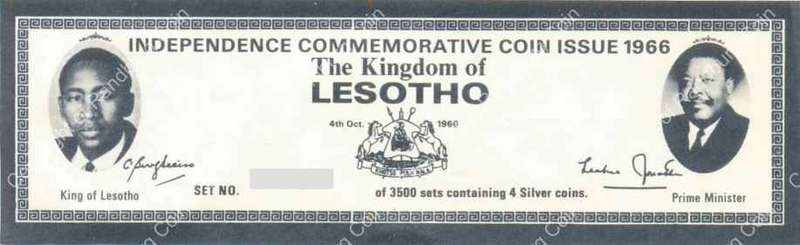 INDEPENDENCE COMMEMORATIVE COIN ISSUE 1966
The Kingdom of
LESOTHO
4th Oct. 1966
King of Lesotho
SET NO.
of 3500 sets containing 4 Silver coins.
Prime Minister